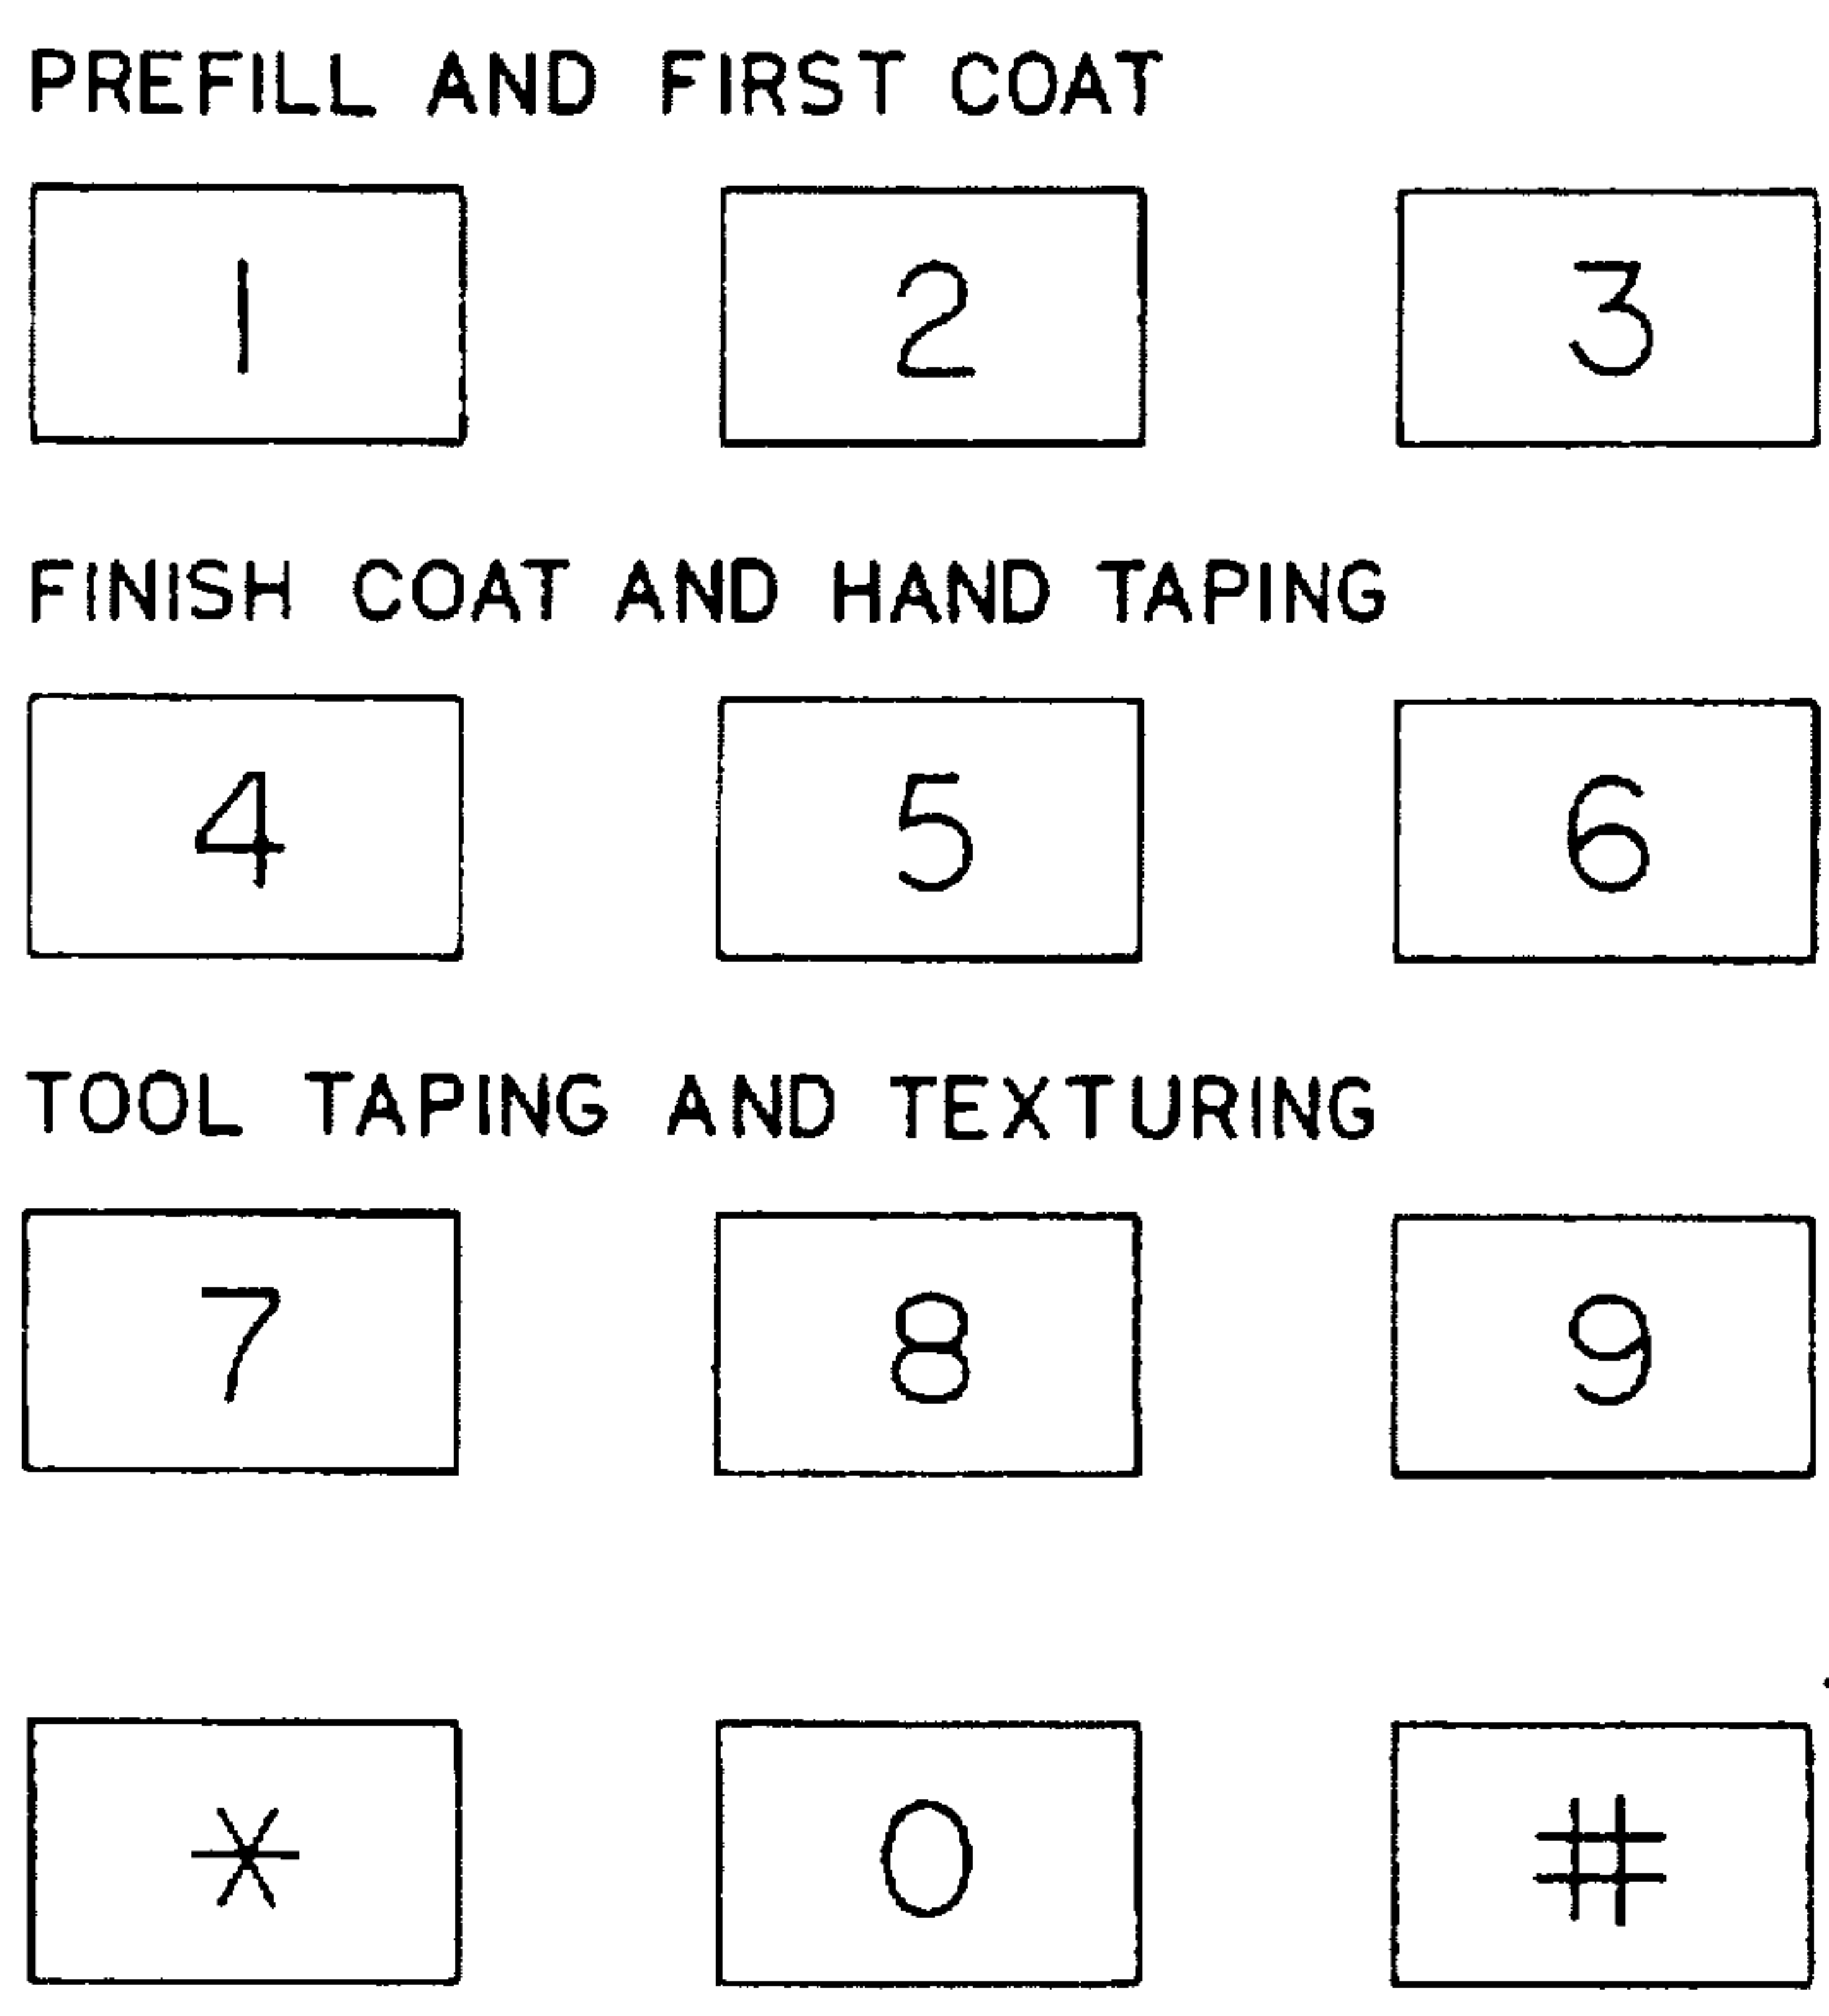 PREFILL AND FIRST COAT
1 2 3
FINISH COAT AND HAND TAPING
4 5 6
TOOL TAPING AND TEXTURING
7 8 9
* 0 #